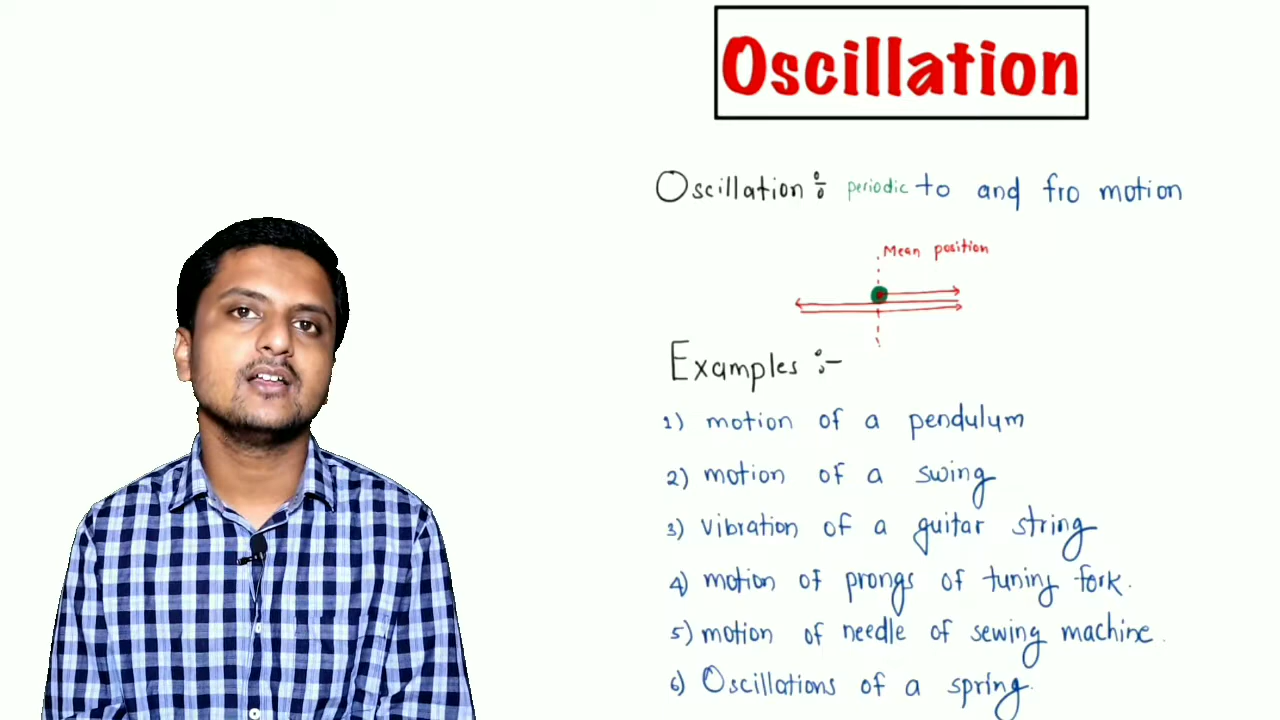 Oscillation
Oscillation :- periodic to and fro motion
Mean position
Examples :-
1) motion of a pendulum
2) motion of a swing
3) vibration of a guitar string
4) motion of prongs of tuning fork.
5) motion of needle of sewing machine.
6) Oscillations of a spring.